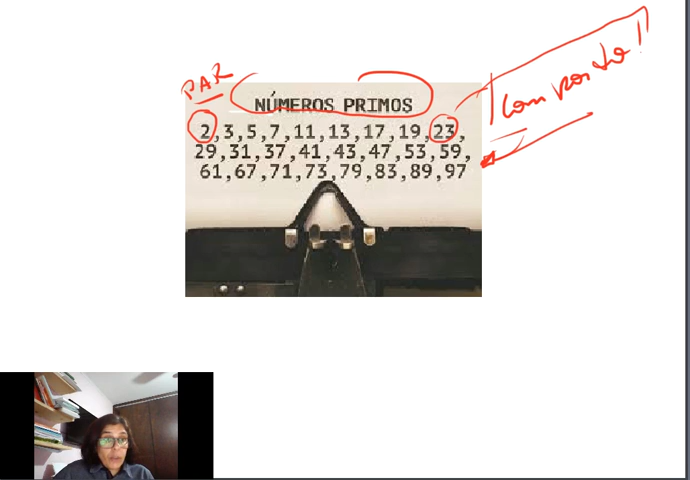 PAR
Composto!
NÚMEROS PRIMOS
2,3,5,7,11,13,17,19,23,
29,31,37,41,43,47,53,59,
61,67,71,73,79,83,89,97